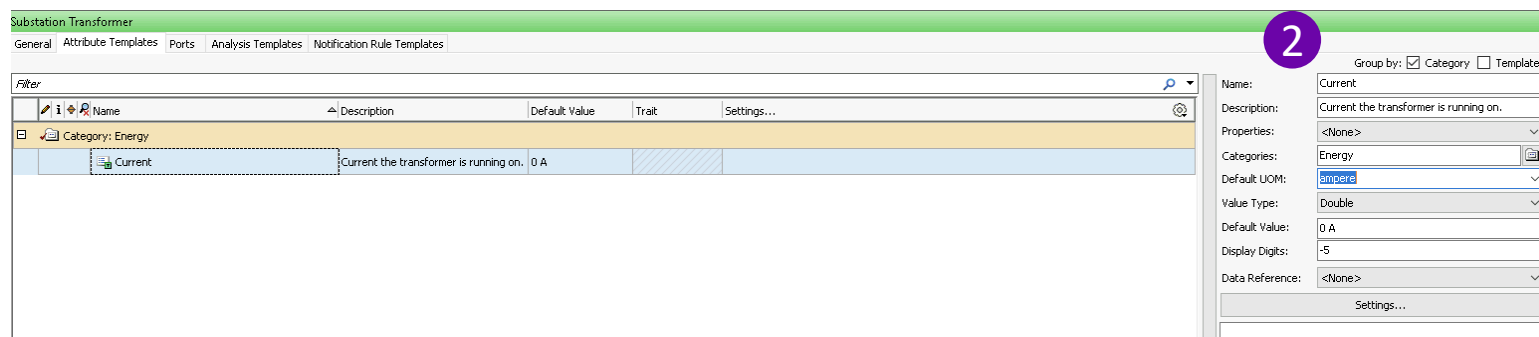 Substation Transformer
General Attribute Templates Ports Analysis Templates Notification Rule Templates
2
Group by: Category Template
Filter
Name Description Default Value Trait Settings...
Category: Energy
Current Current the transformer is running on. 0 A
Name: Current
Description: Current the transformer is running on.
Properties: <None>
Categories: Energy
Default UOM: ampere
Value Type: Double
Default Value: 0 A
Display Digits: -5
Data Reference: <None>
Settings...